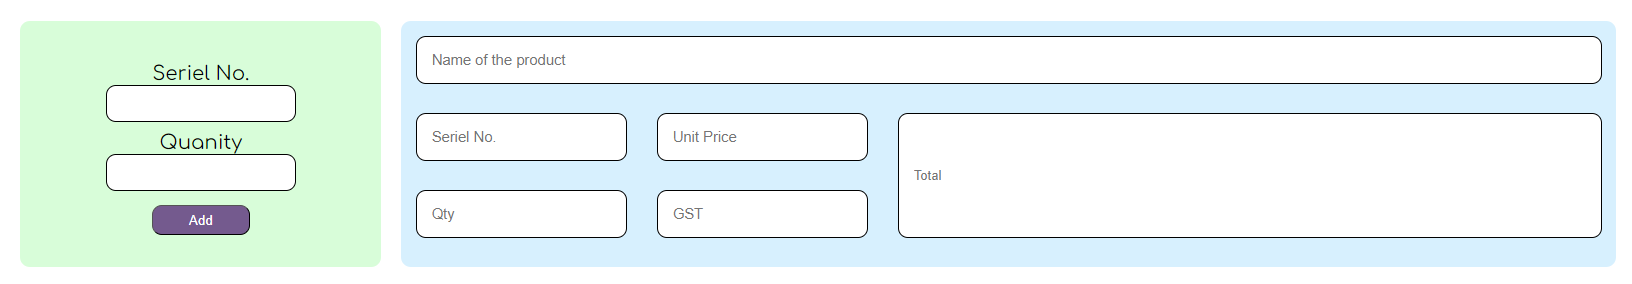 Seriel No.
Quanity
Add
Name of the product
Seriel No.
Unit Price
Total
Qty
GST